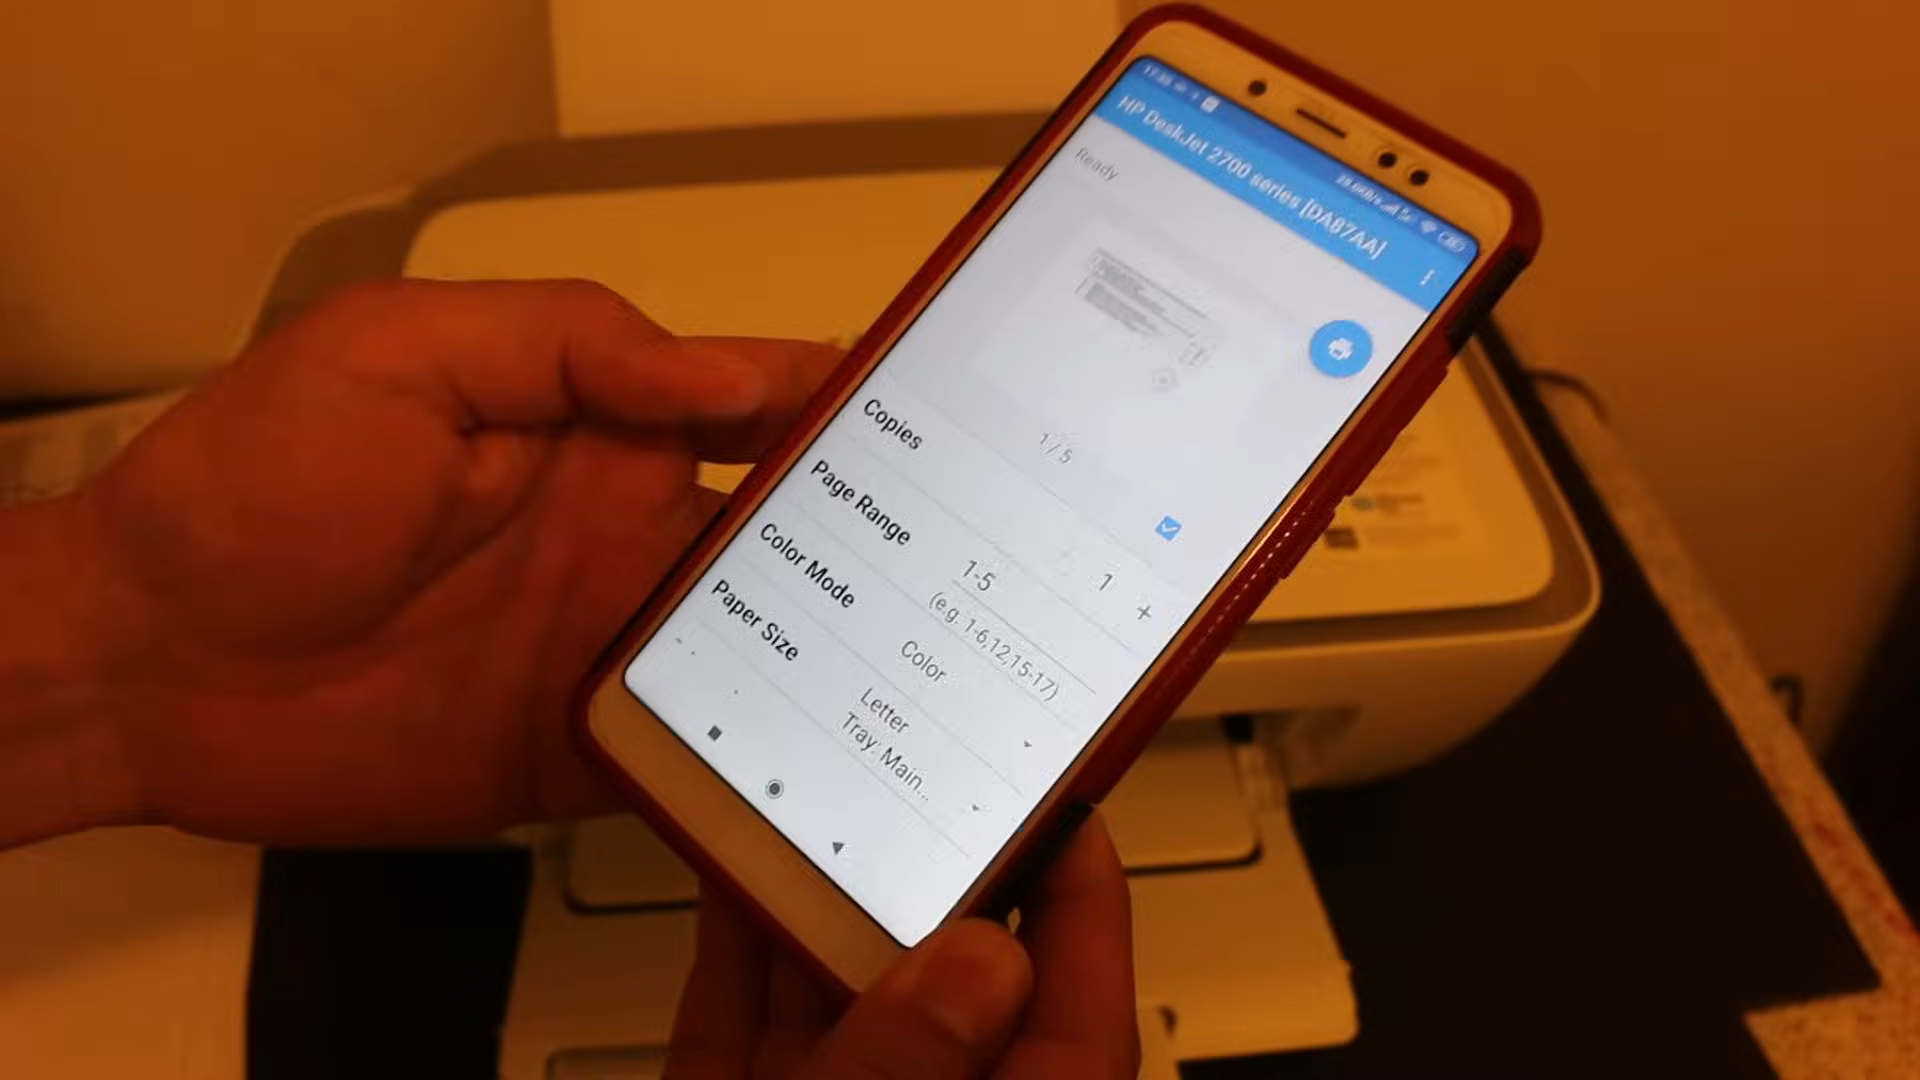 HP DeskJet 2700 series [DA87AA]
Ready
1/5
Copies
1 +
Page Range
1-5
(e.g. 1-6,12,15-17)
Color Mode
Color
Paper Size
Letter
Tray: Main...